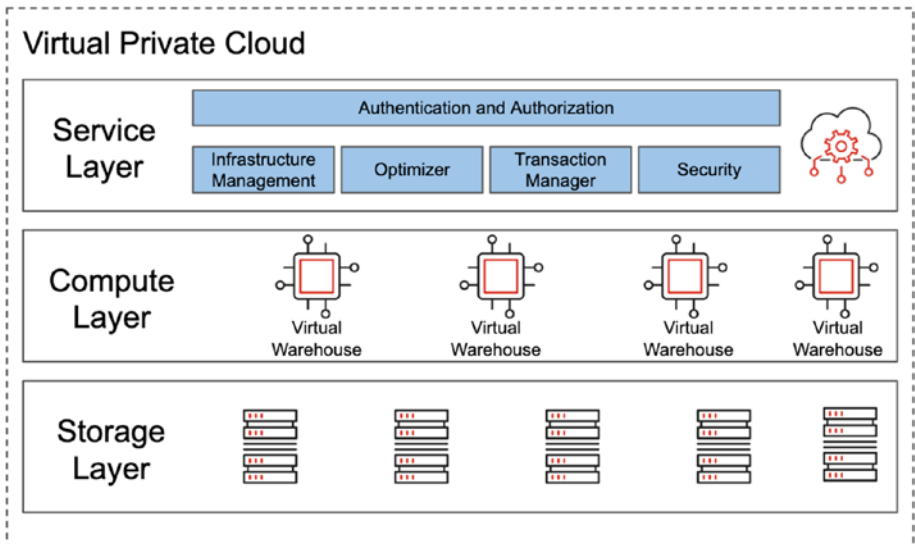 Virtual Private Cloud
Service
Layer
Authentication and Authorization
Infrastructure
Management
Optimizer
Transaction
Manager
Security
Compute
Layer
Virtual
Warehouse
Virtual
Warehouse
Virtual
Warehouse
Virtual
Warehouse
Storage
Layer